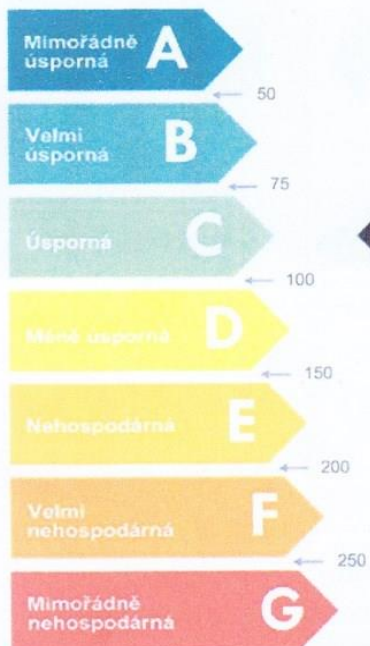 Mimořádně
úsporná A
50
Velmi
úsporná B
75
Úsporná C
100
Méně úsporná D
150
Nehospodárná E
200
Velmi
nehospodárná F
250
Mimořádně
nehospodárná G